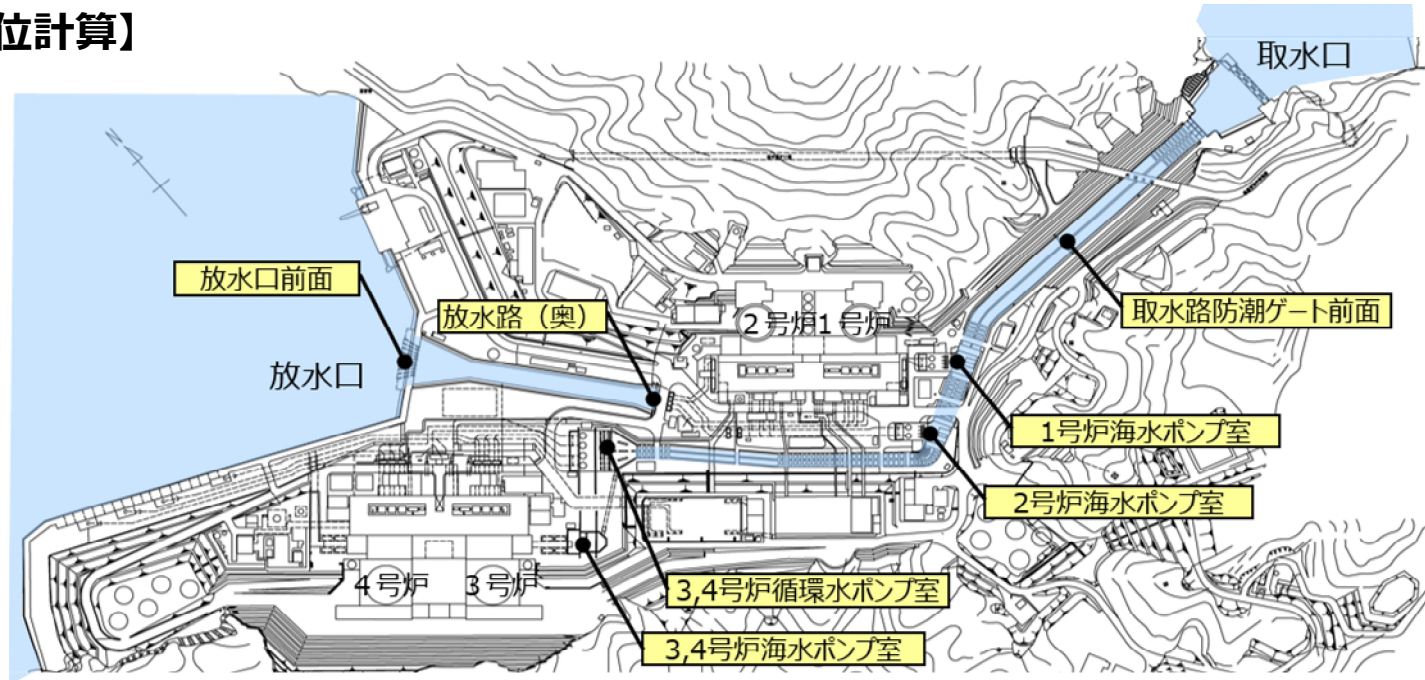 位計算】
取水口
放水口前面
放水路（奥）
2号炉1号炉
取水路防潮ゲート前面
放水口
1号炉海水ポンプ室
2号炉海水ポンプ室
4号炉
3号炉
3,4号炉循環水ポンプ室
3,4号炉海水ポンプ室